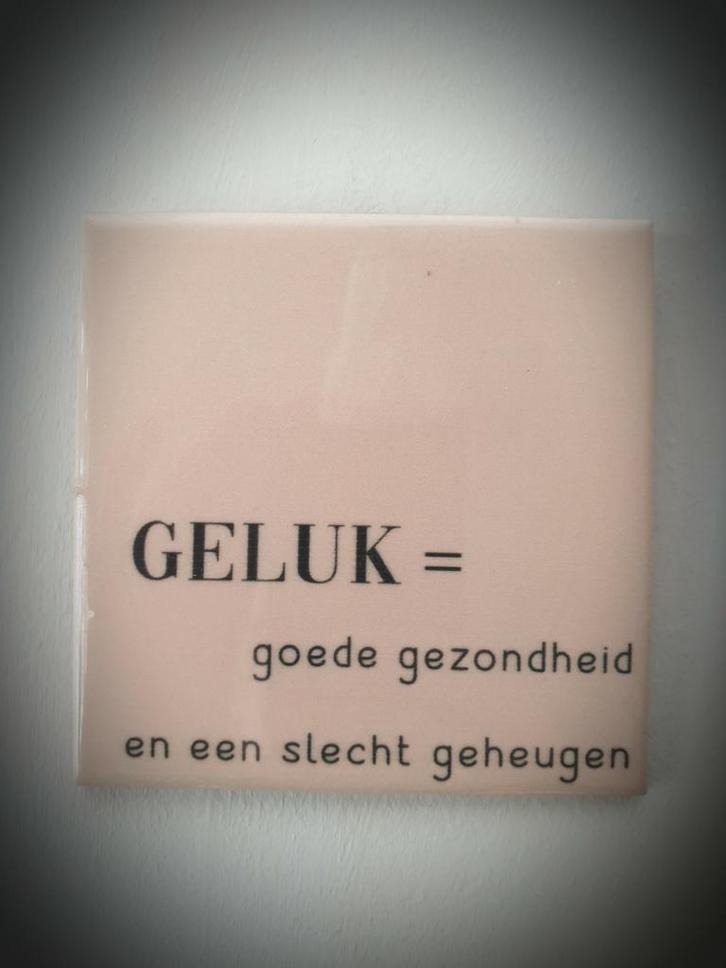 GELUK =
goede gezondheid
en een slecht geheugen